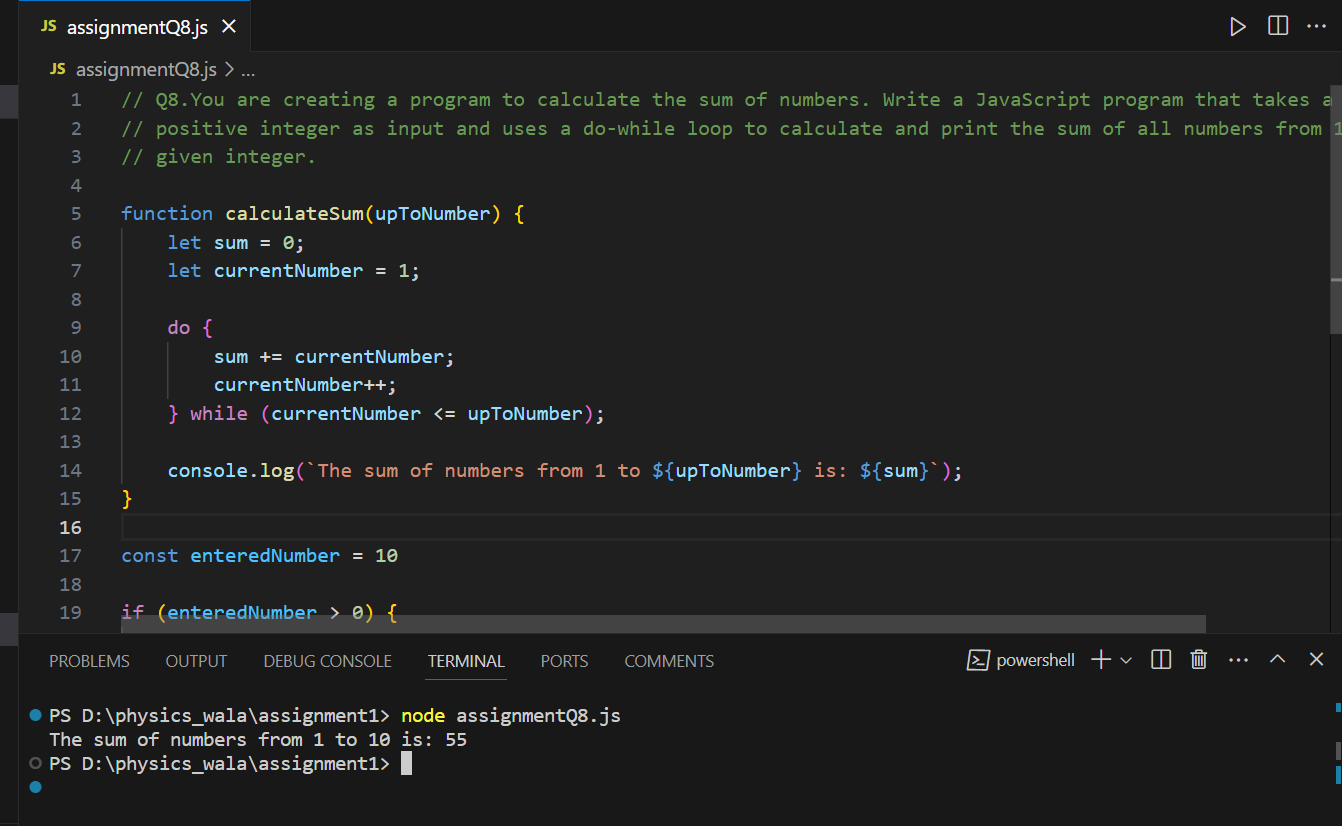 JS assignmentQ8.js
JS assignmentQ8.js > ...
1 // Q8.You are creating a program to calculate the sum of numbers. Write a JavaScript program that takes a
2 // positive integer as input and uses a do-while loop to calculate and print the sum of all numbers from 1
3 // given integer.
4
5 function calculateSum(upToNumber) {
6     let sum = 0;
7     let currentNumber = 1;
8
9     do {
10         sum += currentNumber;
11         currentNumber++;
12     } while (currentNumber <= upToNumber);
13
14     console.log(`The sum of numbers from 1 to ${upToNumber} is: ${sum}`);
15 }
16
17 const enteredNumber = 10
18
19 if (enteredNumber > 0) {
PROBLEMS OUTPUT DEBUG CONSOLE TERMINAL PORTS COMMENTS powershell
PS D:\physics_wala\assignment1> node assignmentQ8.js
The sum of numbers from 1 to 10 is: 55
PS D:\physics_wala\assignment1>